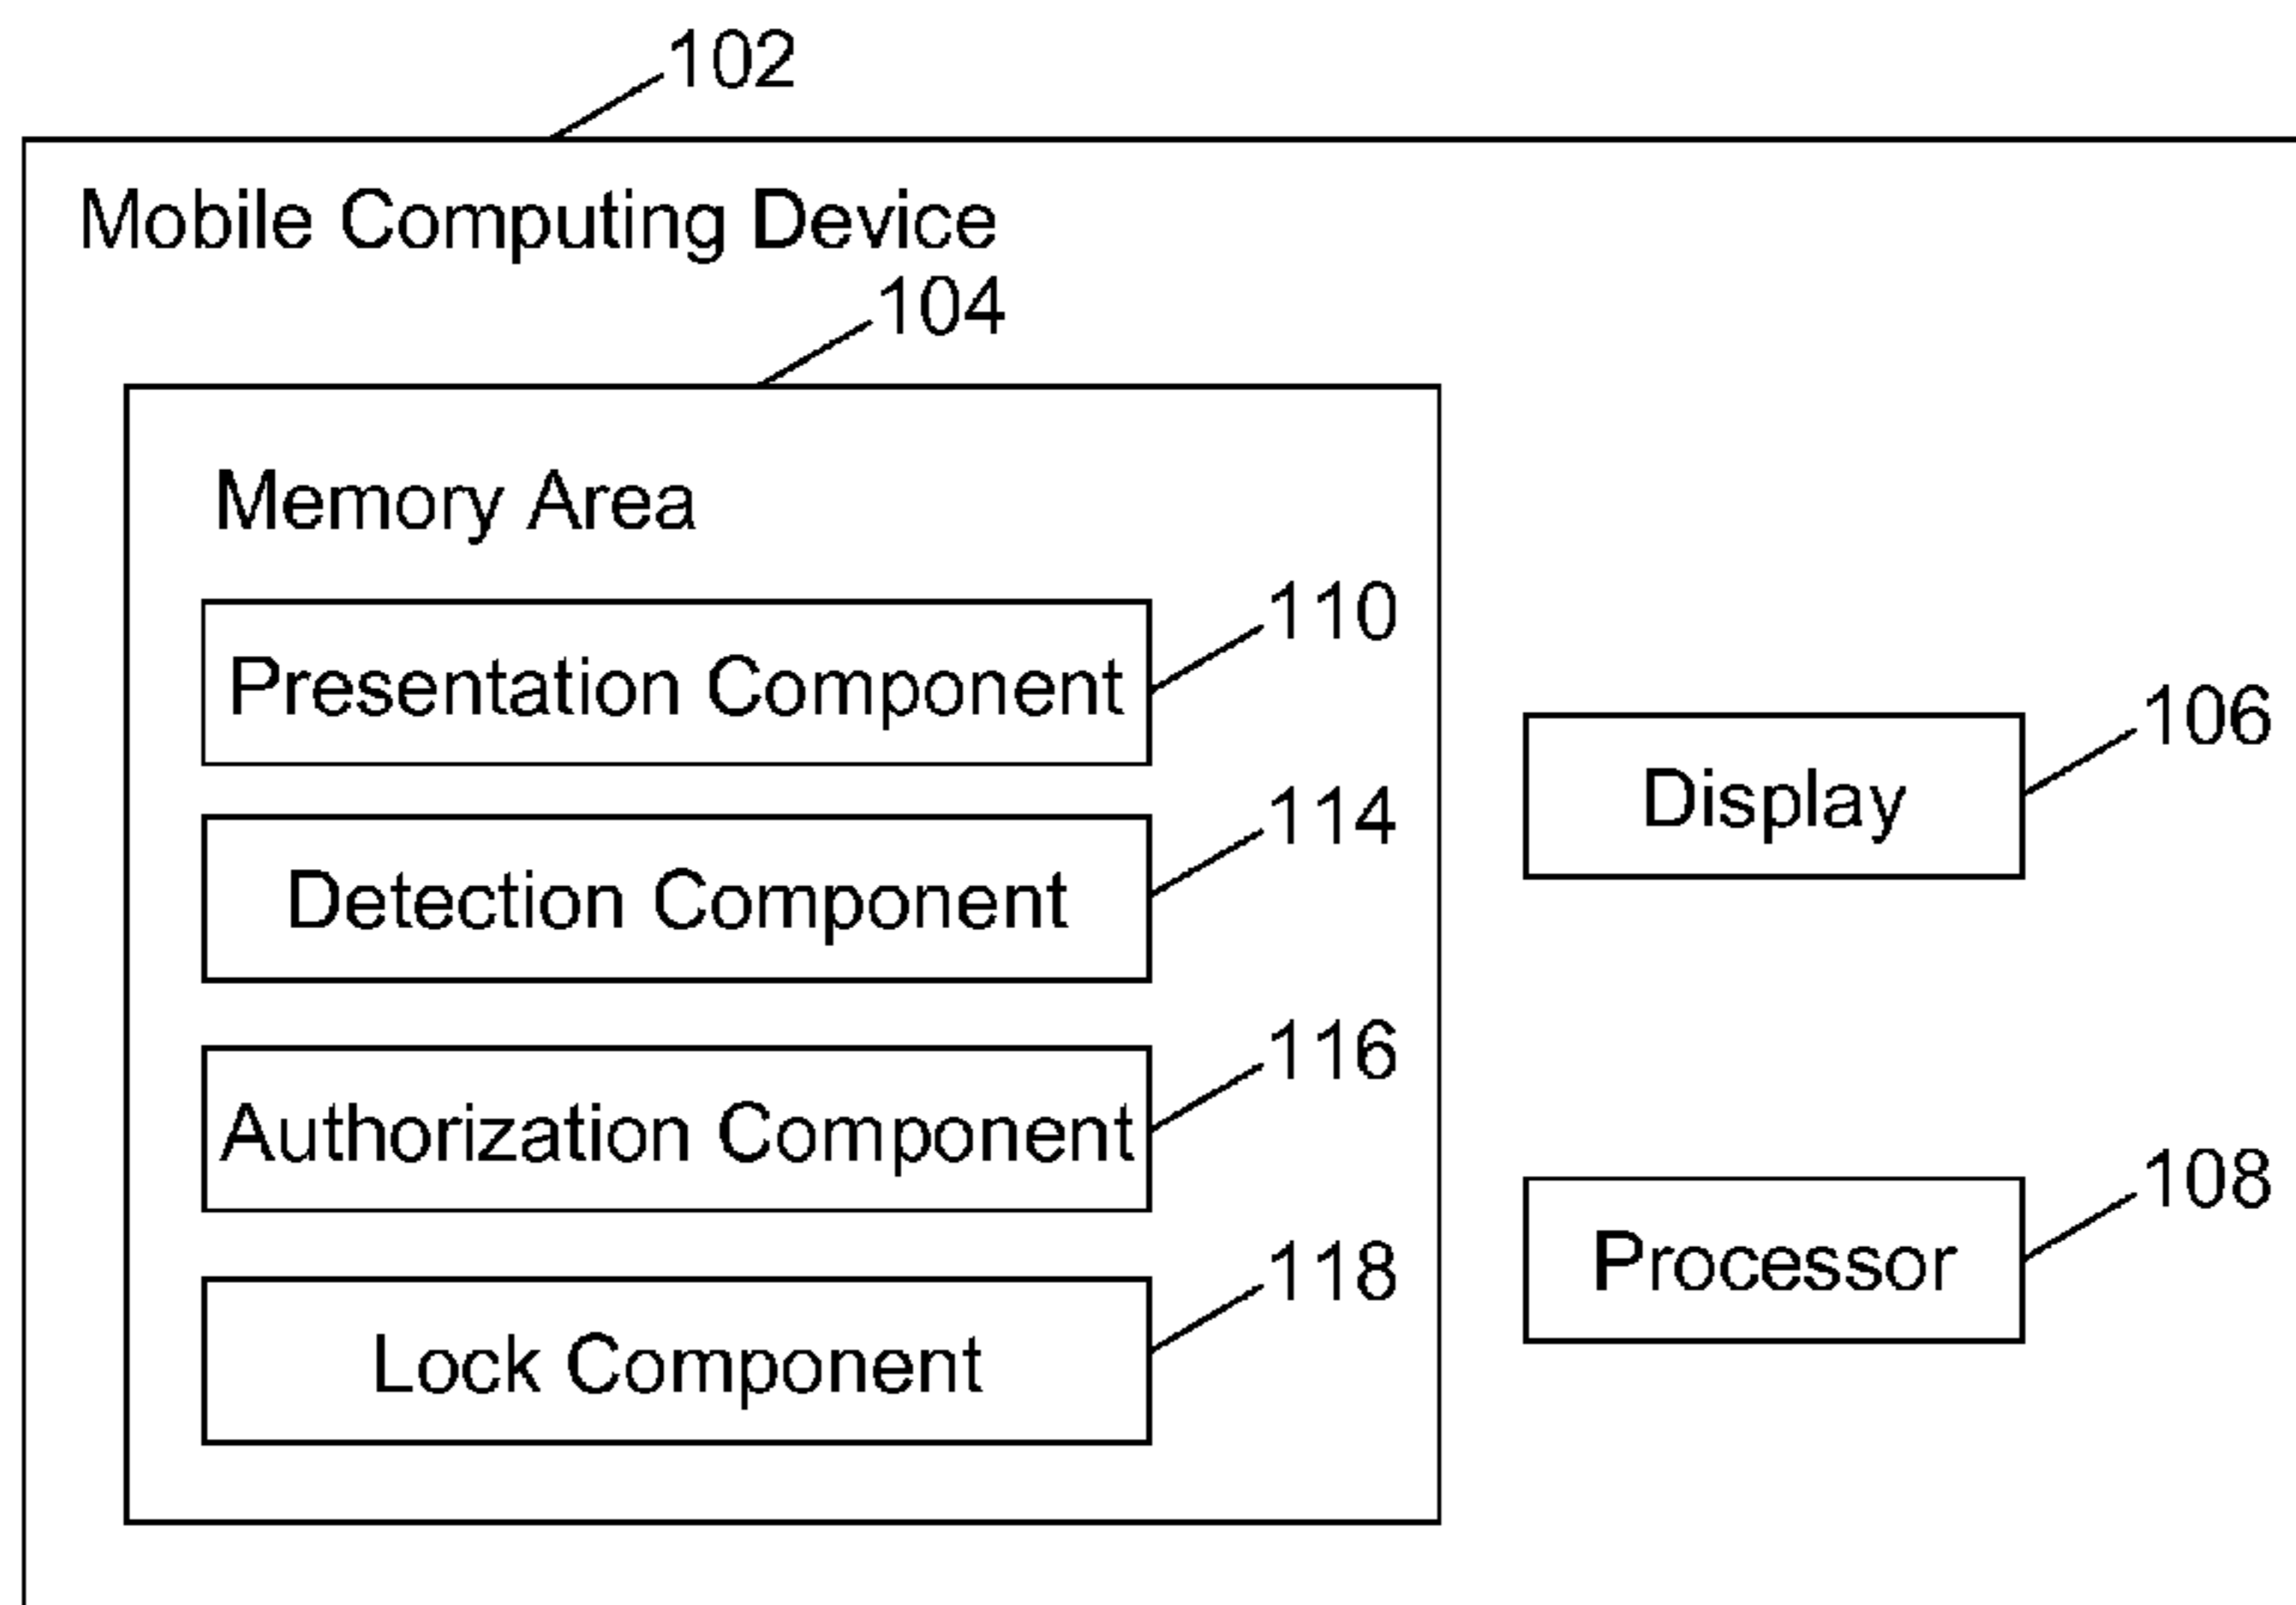 102
Mobile Computing Device
104
Memory Area
110
Presentation Component
106
Display
114
Detection Component
116
Authorization Component
108
Processor
118
Lock Component